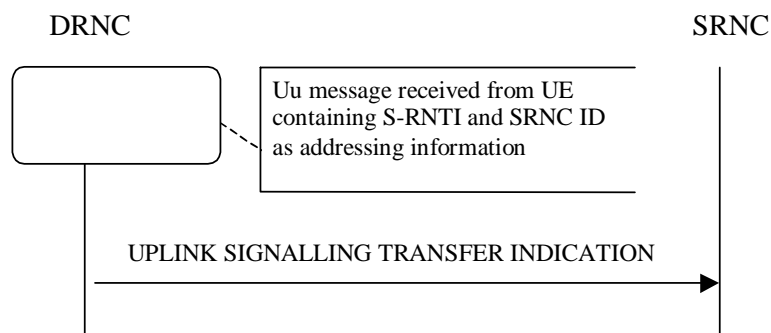 DRNC
SRNC
Uu message received from UE
containing S-RNTI and SRNC ID
as addressing information
UPLINK SIGNALLING TRANSFER INDICATION